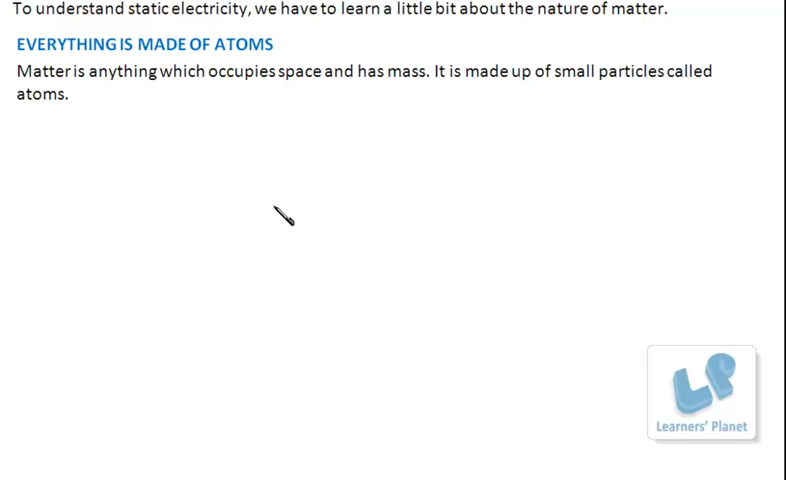 To understand static electricity, we have to learn a little bit about the nature of matter.
EVERYTHING IS MADE OF ATOMS
Matter is anything which occupies space and has mass. It is made up of small particles called
atoms.
LP
Learners' Planet